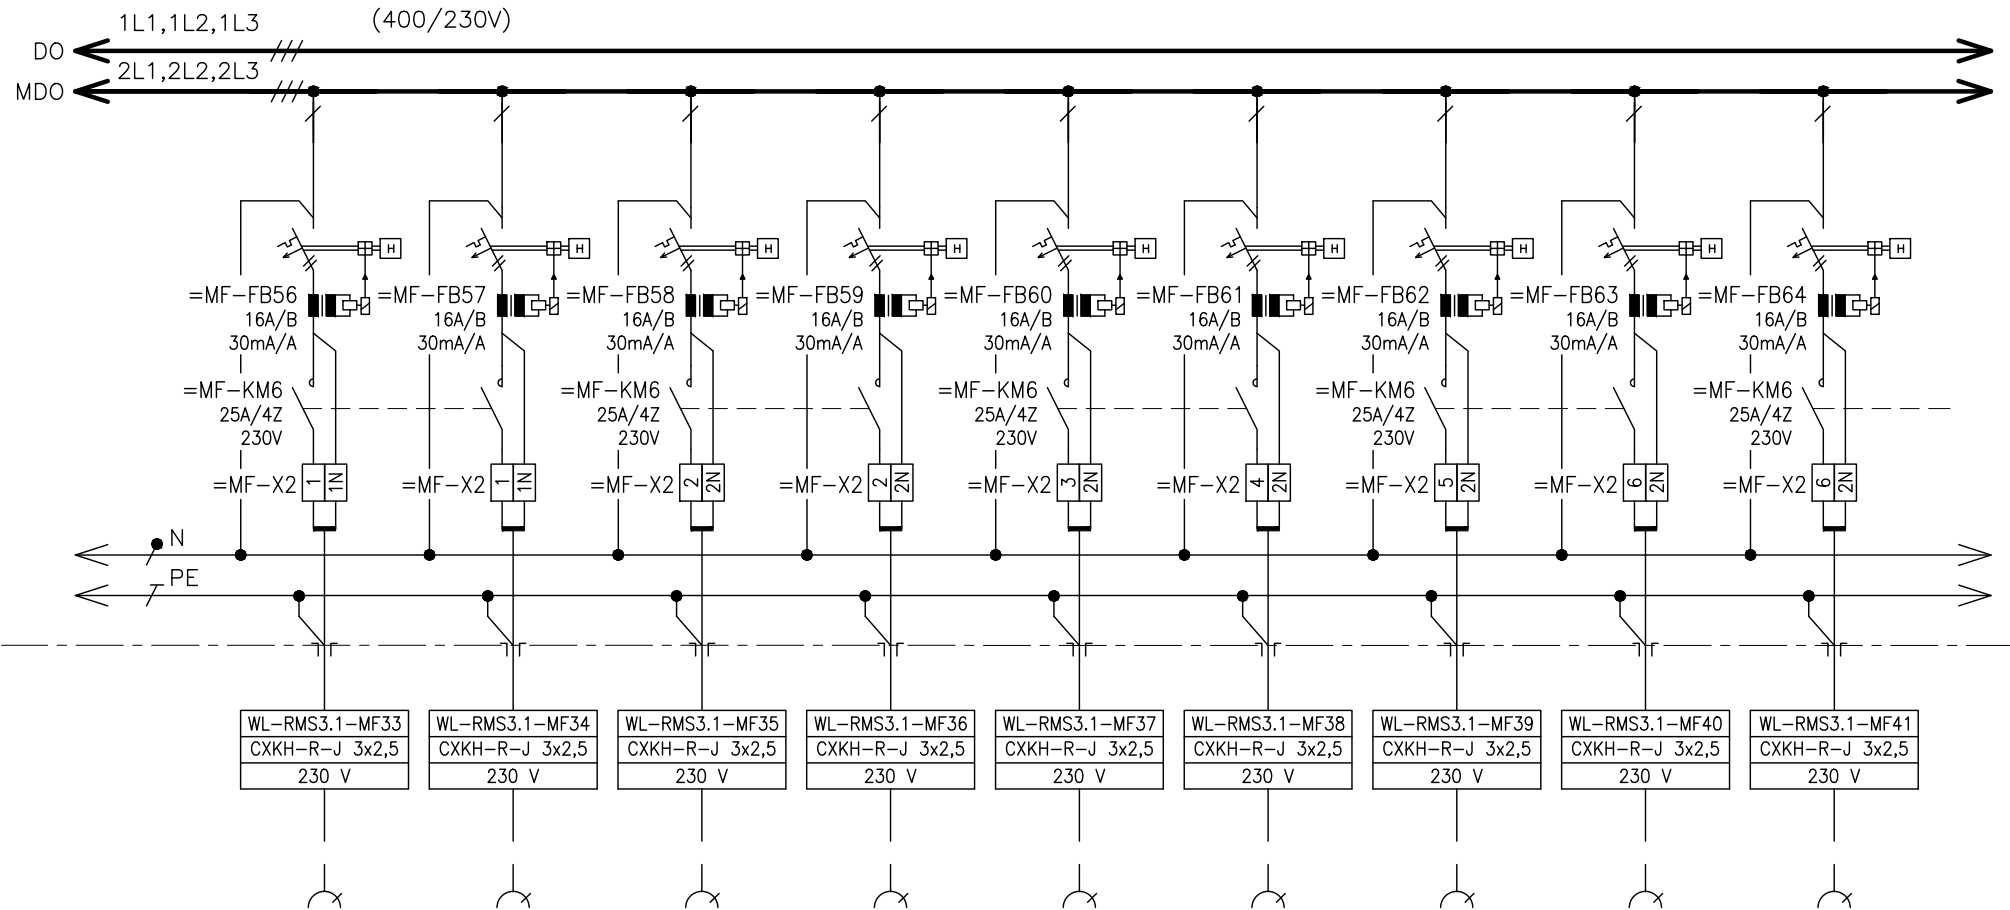 1L1,1L2,1L3 (400/230V)
DO
2L1,2L2,2L3
MDO
H H H H H H H H H
=MF-FB56 =MF-FB57 =MF-FB58 =MF-FB59 =MF-FB60 =MF-FB61 =MF-FB62 =MF-FB63 =MF-FB64
16A/B 16A/B 16A/B 16A/B 16A/B 16A/B 16A/B 16A/B 16A/B
30mA/A 30mA/A 30mA/A 30mA/A 30mA/A 30mA/A 30mA/A 30mA/A 30mA/A
=MF-KM6 =MF-KM6 =MF-KM6 =MF-KM6 =MF-KM6
25A/4Z 25A/4Z 25A/4Z 25A/4Z 25A/4Z
230V 230V 230V 230V 230V
=MF-X2 1 1N =MF-X2 1 1N =MF-X2 2 2N =MF-X2 2 2N =MF-X2 3 2N =MF-X2 4 2N =MF-X2 5 2N =MF-X2 6 2N =MF-X2 6 2N
N
PE
WL-RMS3.1-MF33 WL-RMS3.1-MF34 WL-RMS3.1-MF35 WL-RMS3.1-MF36 WL-RMS3.1-MF37 WL-RMS3.1-MF38 WL-RMS3.1-MF39 WL-RMS3.1-MF40 WL-RMS3.1-MF41
CXKH-R-J 3x2,5 CXKH-R-J 3x2,5 CXKH-R-J 3x2,5 CXKH-R-J 3x2,5 CXKH-R-J 3x2,5 CXKH-R-J 3x2,5 CXKH-R-J 3x2,5 CXKH-R-J 3x2,5 CXKH-R-J 3x2,5
230 V 230 V 230 V 230 V 230 V 230 V 230 V 230 V 230 V